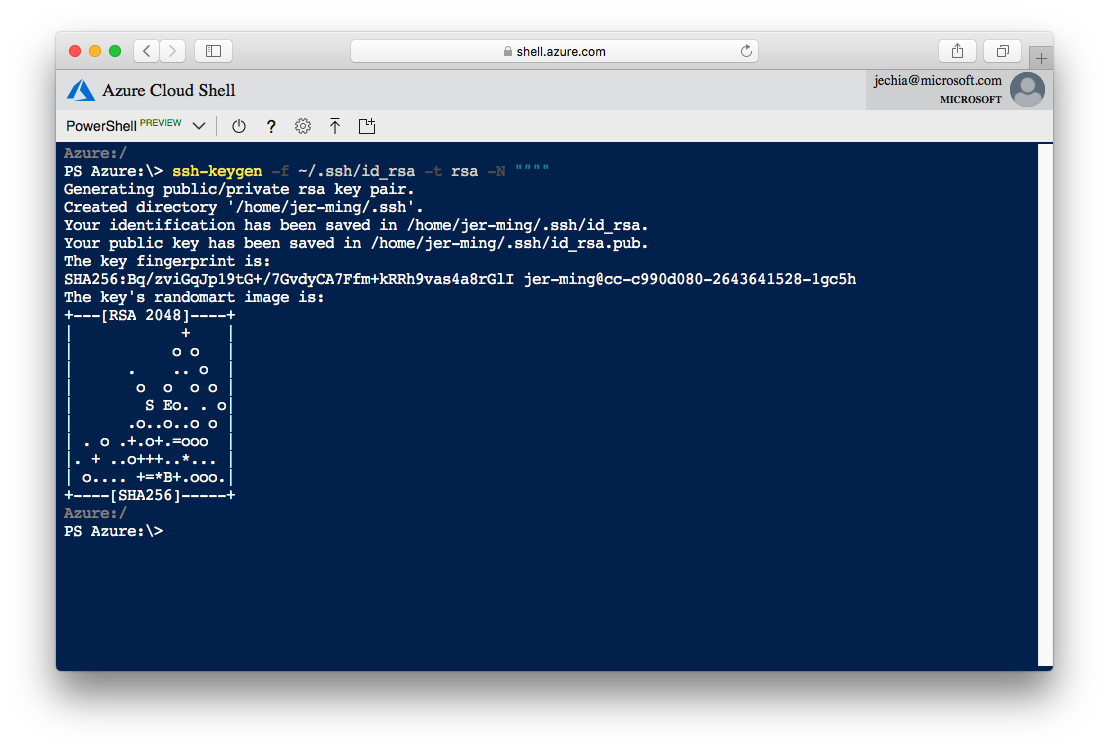 shell.azure.com
Azure Cloud Shell
jechia@microsoft.com
MICROSOFT
PowerShell PREVIEW
Azure:/
PS Azure:\> ssh-keygen -f ~/.ssh/id_rsa -t rsa -N """"
Generating public/private rsa key pair.
Created directory '/home/jer-ming/.ssh'.
Your identification has been saved in /home/jer-ming/.ssh/id_rsa.
Your public key has been saved in /home/jer-ming/.ssh/id_rsa.pub.
The key fingerprint is:
SHA256:Bq/zviGqJpl9tG+/7GvdyCA7Ffm+kRRh9vas4a8rGlI jer-ming@cc-c990d080-2643641528-1gc5h
The key's randomart image is:
+---[RSA 2048]----+
|            +    |
|           o o   |
|      .    .. o  |
|       o  o  o o |
|        S Eo. . o|
|      .o..o..o o |
| . o .+.o+.=ooo  |
|. + ..o+++..*... |
| o.... +=*B+.ooo.|
+----[SHA256]-----+
Azure:/
PS Azure:\>